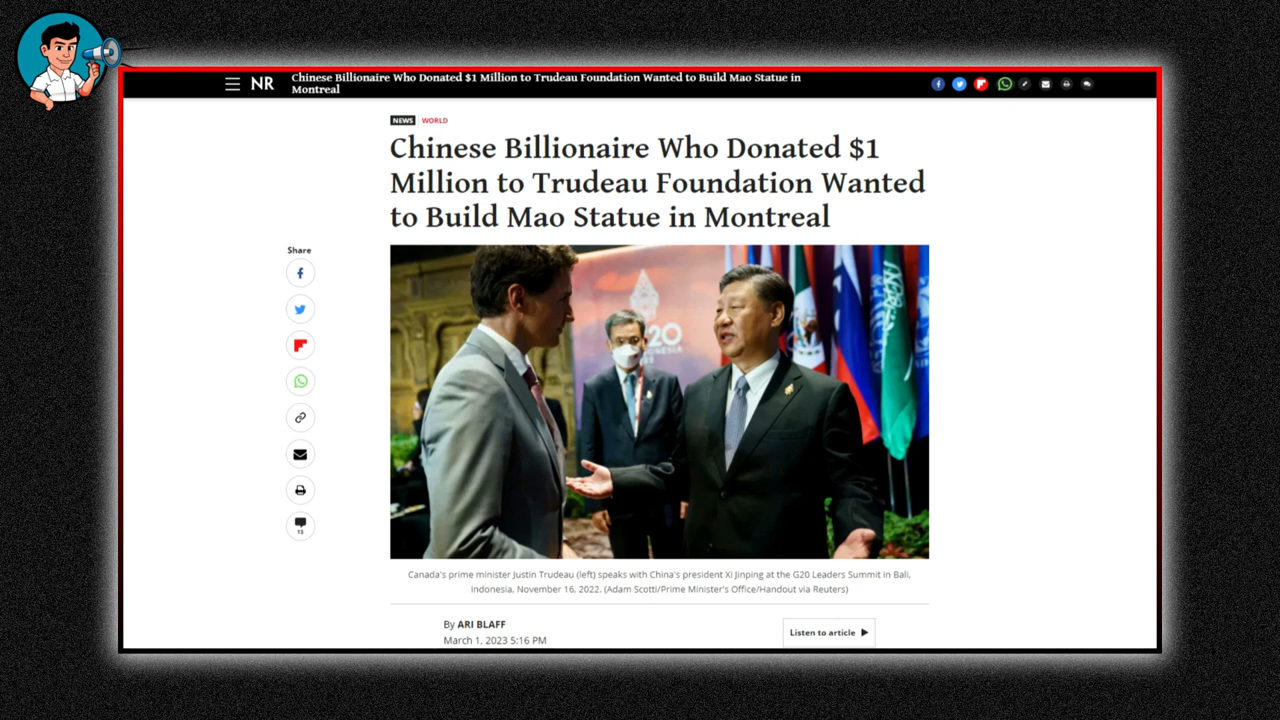 NR
Chinese Billionaire Who Donated $1 Million to Trudeau Foundation Wanted to Build Mao Statue in
Montreal
NEWS WORLD
Chinese Billionaire Who Donated $1
Million to Trudeau Foundation Wanted
to Build Mao Statue in Montreal
Share
13
G20
Canada's prime minister Justin Trudeau (left) speaks with China's president Xi Jinping at the G20 Leaders Summit in Bali,
Indonesia, November 16, 2022. (Adam Scotti/Prime Minister's Office/Handout via Reuters)
By ARI BLAFF
March 1, 2023 5:16 PM
Listen to article